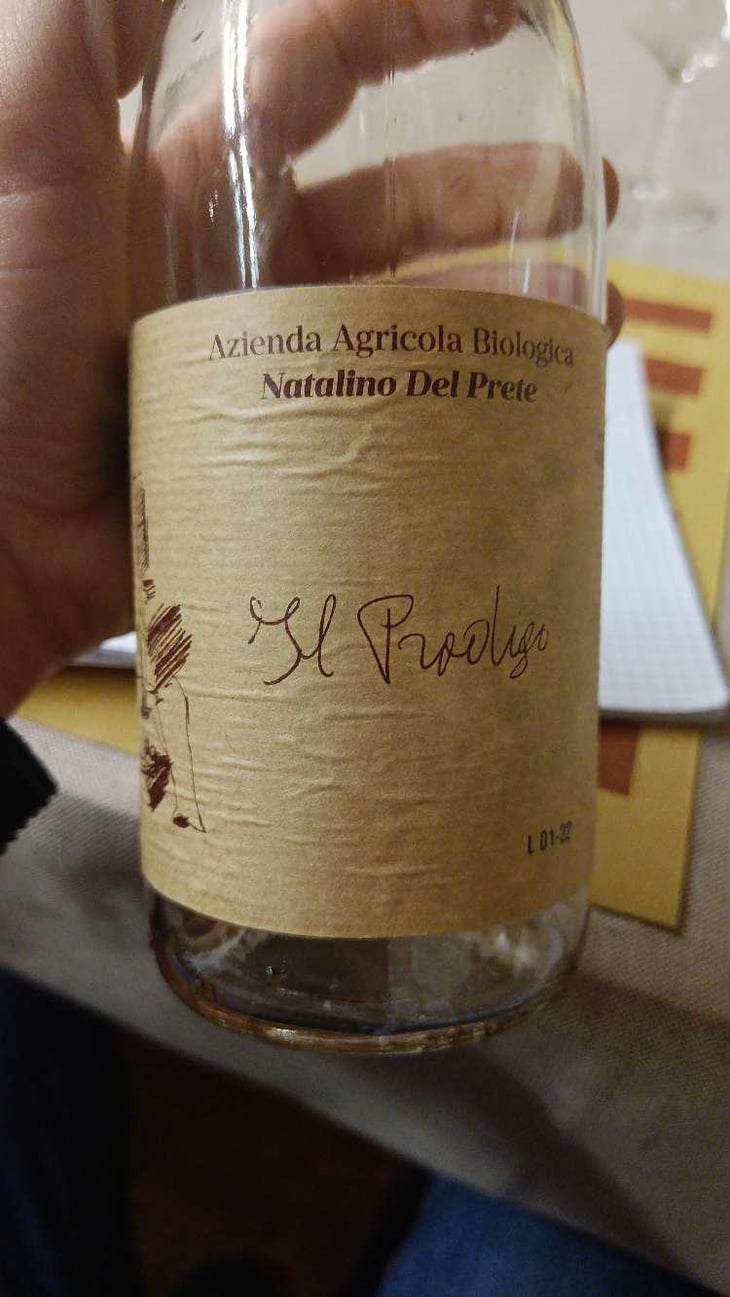 Azienda Agricola Biologica
Natalino Del Prete
Il Prodigo
L 01-22